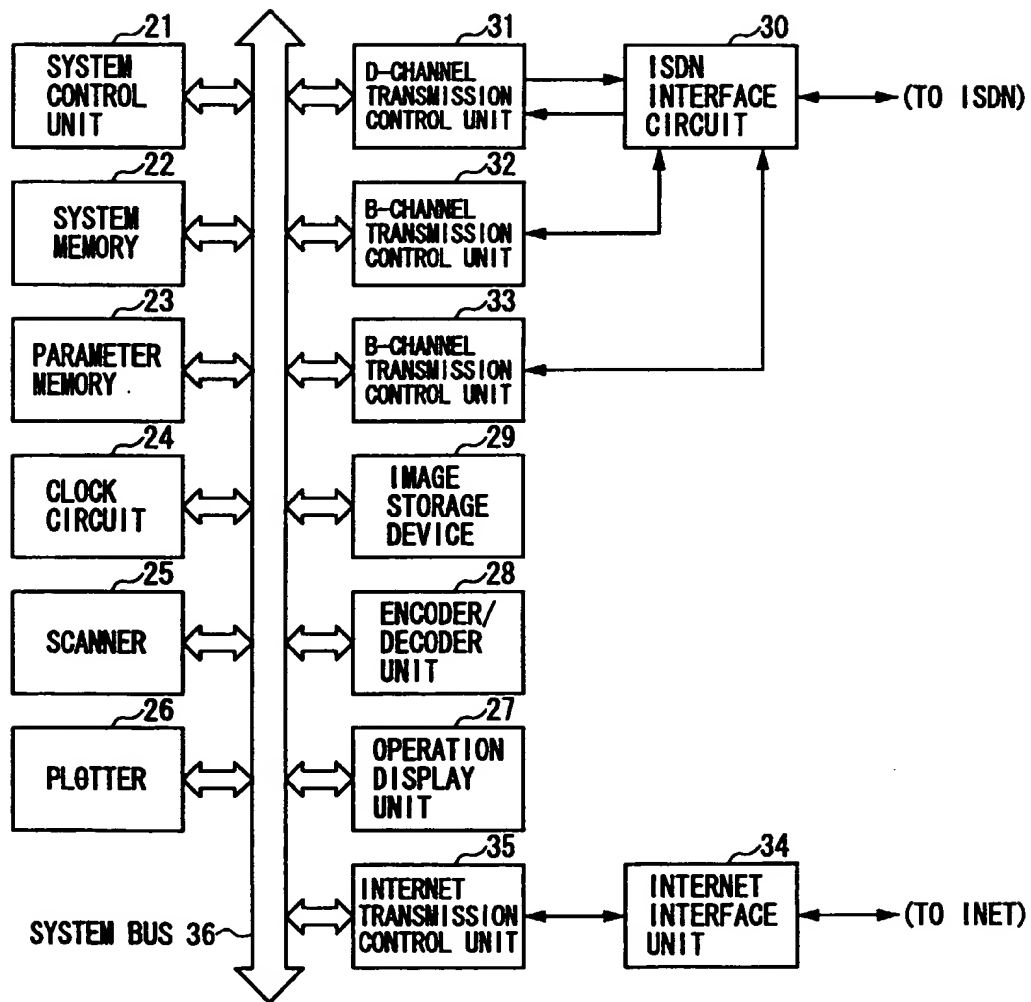 21
SYSTEM
CONTROL
UNIT
22
SYSTEM
MEMORY
23
PARAMETER
MEMORY
24
CLOCK
CIRCUIT
25
SCANNER
26
PLOTTER
SYSTEM BUS 36
31
D-CHANNEL
TRANSMISSION
CONTROL UNIT
32
B-CHANNEL
TRANSMISSION
CONTROL UNIT
33
B-CHANNEL
TRANSMISSION
CONTROL UNIT
29
IMAGE
STORAGE
DEVICE
28
ENCODER/
DECODER
UNIT
27
OPERATION
DISPLAY
UNIT
35
INTERNET
TRANSMISSION
CONTROL UNIT
30
ISDN
INTERFACE
CIRCUIT
(TO ISDN)
34
INTERNET
INTERFACE
UNIT
(TO INET)